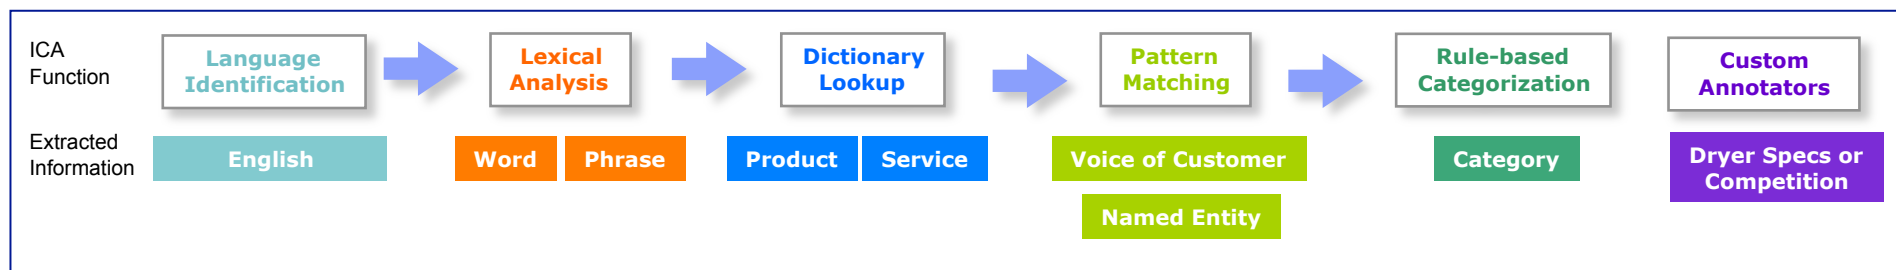 ICA
Function
Language
Identification
Lexical
Analysis
Dictionary
Lookup
Pattern
Matching
Rule-based
Categorization
Custom
Annotators
Extracted
Information
English
Word
Phrase
Product
Service
Voice of Customer
Named Entity
Category
Dryer Specs or
Competition